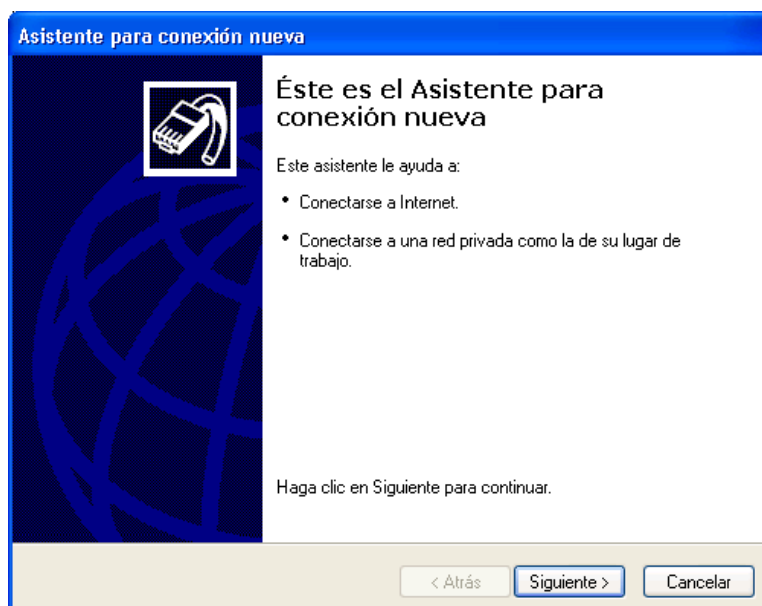 Asistente para conexión nueva
Éste es el Asistente para
conexión nueva
Este asistente le ayuda a:
• Conectarse a Internet.
• Conectarse a una red privada como la de su lugar de
trabajo.
Haga clic en Siguiente para continuar.
< Atrás Siguiente > Cancelar